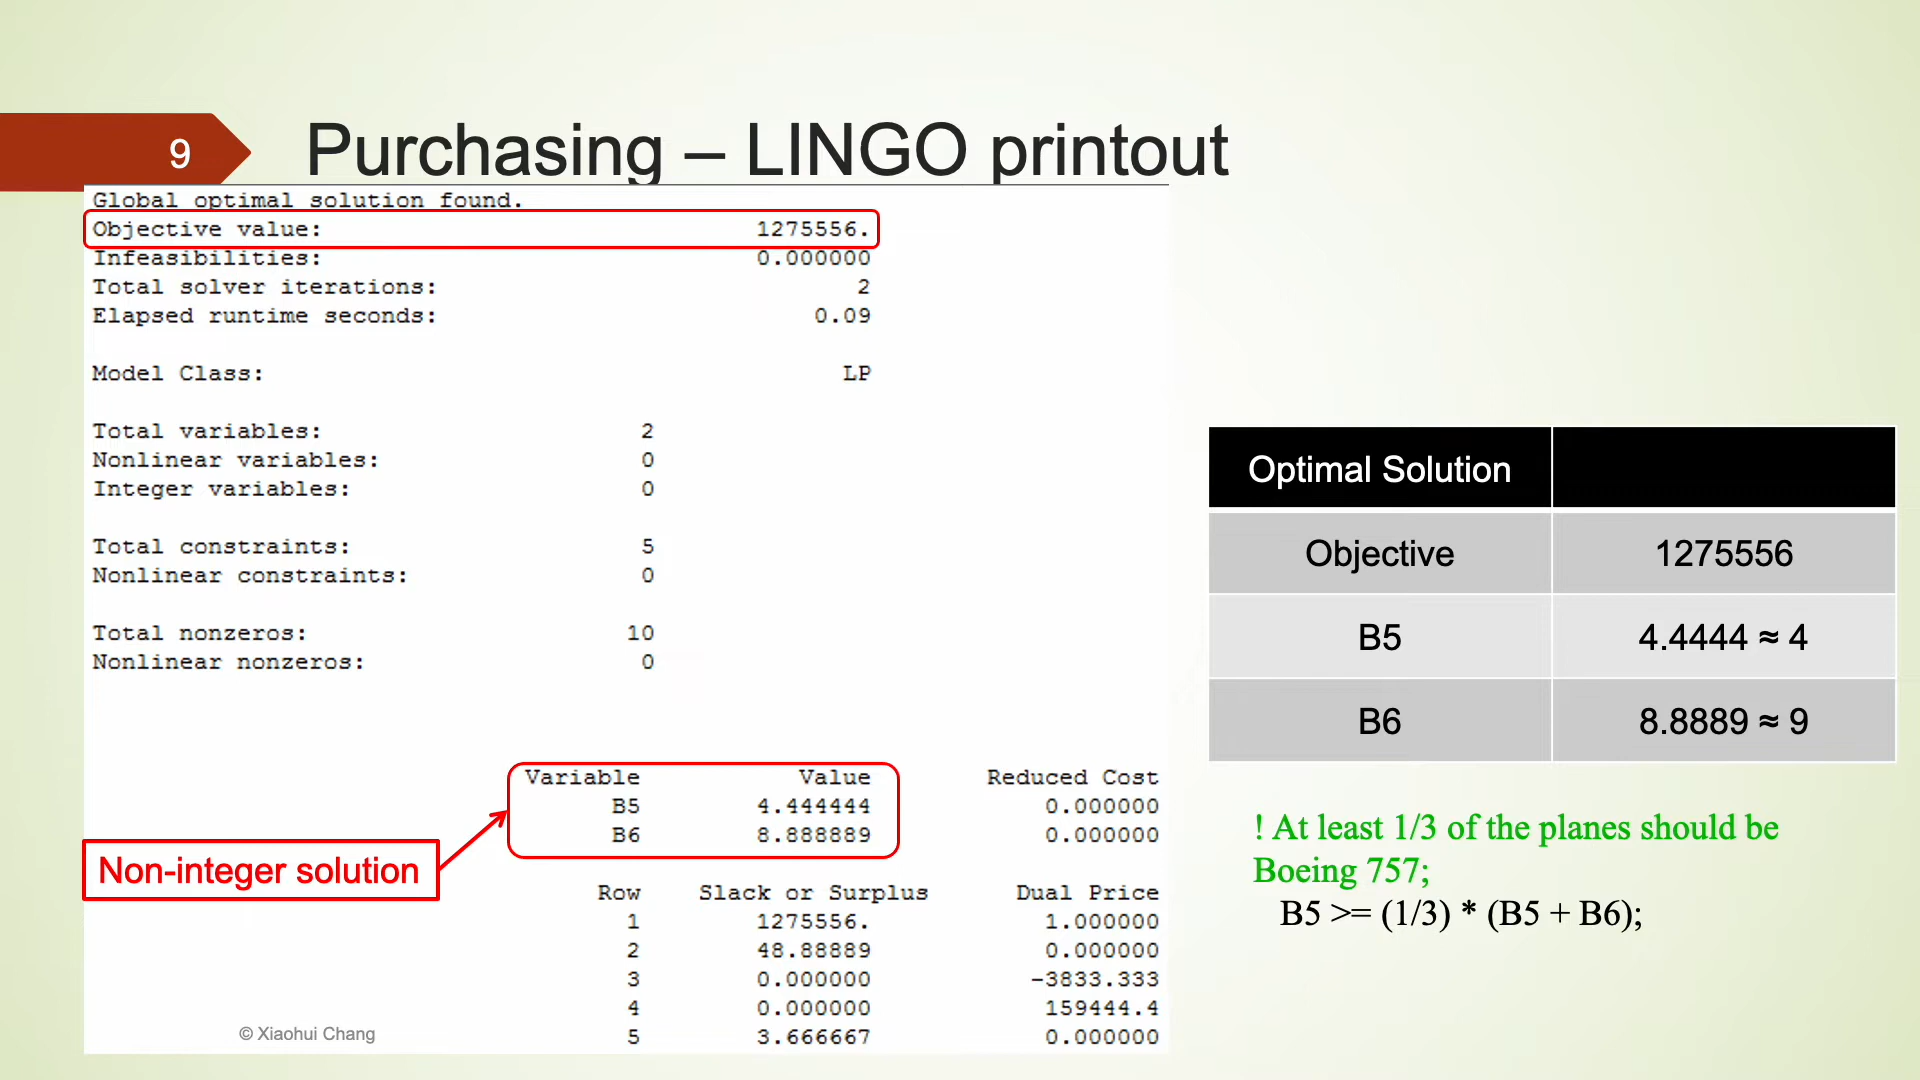 9
Purchasing – LINGO printout
Global optimal solution found.
Objective value: 1275556.
Infeasibilities: 0.000000
Total solver iterations: 2
Elapsed runtime seconds: 0.09
Model Class: LP
Total variables: 2
Nonlinear variables: 0
Integer variables: 0
Total constraints: 5
Nonlinear constraints: 0
Total nonzeros: 10
Nonlinear nonzeros: 0
Variable Value Reduced Cost
B5 4.444444 0.000000
B6 8.888889 0.000000
Non-integer solution
Row Slack or Surplus Dual Price
1 1275556. 1.000000
2 48.88889 0.000000
3 0.000000 -3833.333
4 0.000000 159444.4
5 3.666667 0.000000
© Xiaohui Chang
Optimal Solution
Objective 1275556
B5 4.4444 ≈ 4
B6 8.8889 ≈ 9
! At least 1/3 of the planes should be
Boeing 757;
B5 >= (1/3) * (B5 + B6);